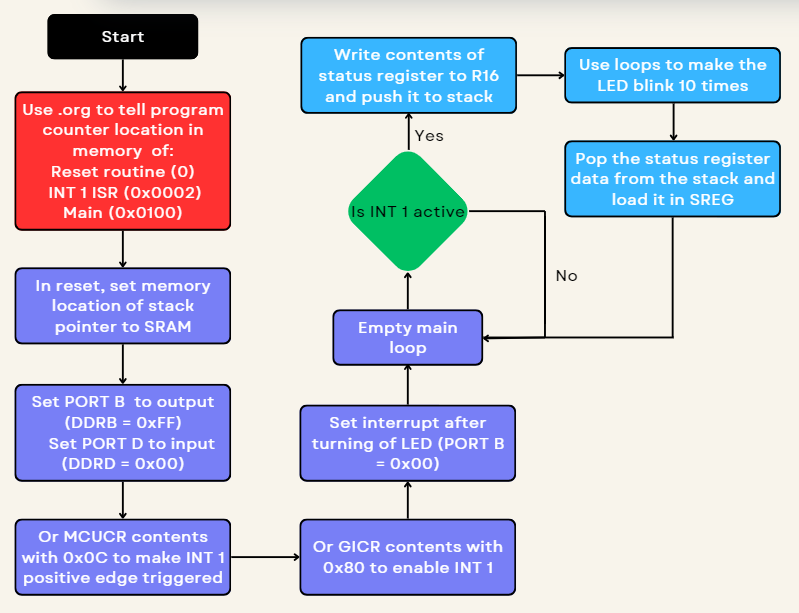 Start
Use .org to tell program
counter location in
memory of:
Reset routine (0)
INT 1 ISR (0x0002)
Main (0x0100)
In reset, set memory
location of stack
pointer to SRAM
Set PORT B to output
(DDRB = 0xFF)
Set PORT D to input
(DDRD = 0x00)
Or MCUCR contents
with 0x0C to make INT 1
positive edge triggered
Or GICR contents with
0x80 to enable INT 1
Set interrupt after
turning of LED (PORT B
= 0x00)
Empty main
loop
Is INT 1 active
No
Yes
Write contents of
status register to R16
and push it to stack
Use loops to make the
LED blink 10 times
Pop the status register
data from the stack and
load it in SREG